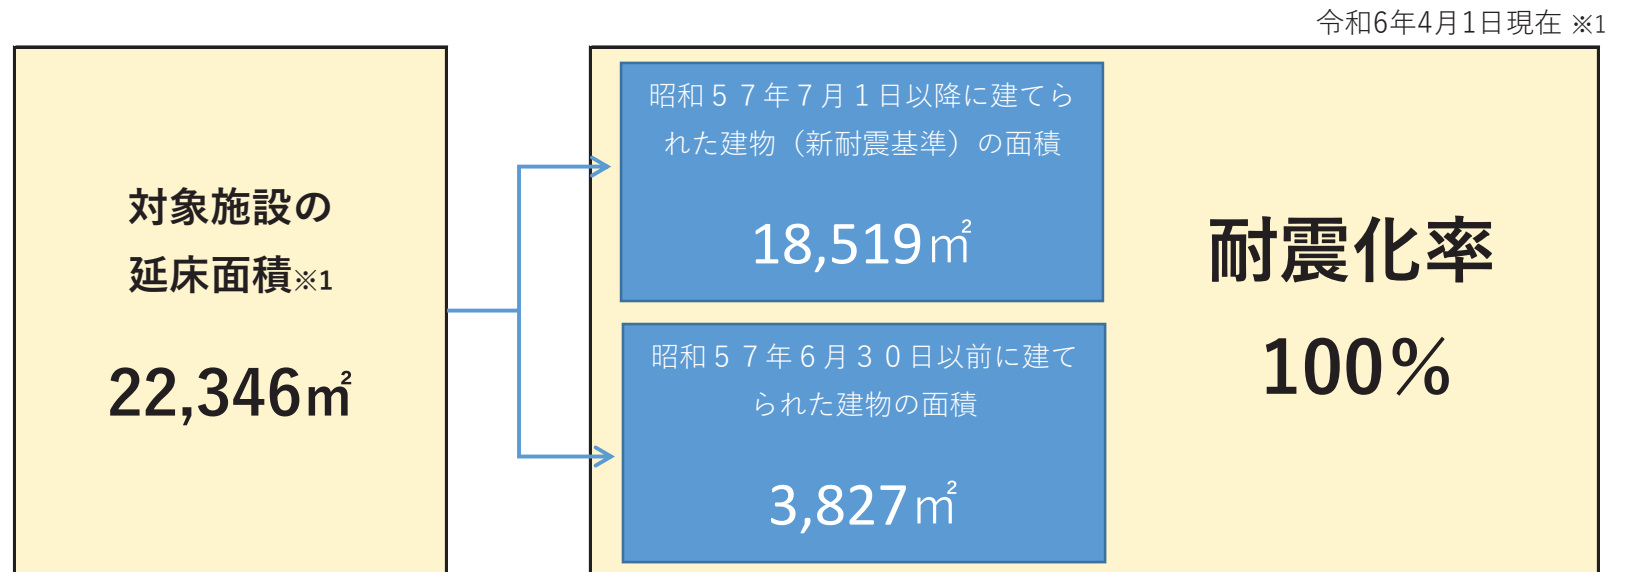 令和6年4月1日現在 ※1
対象施設の
延床面積※1
22,346㎡
昭和５７年７月１日以降に建てら
れた建物（新耐震基準）の面積
18,519㎡
昭和５７年６月３０日以前に建て
られた建物の面積
3,827㎡
耐震化率
100%